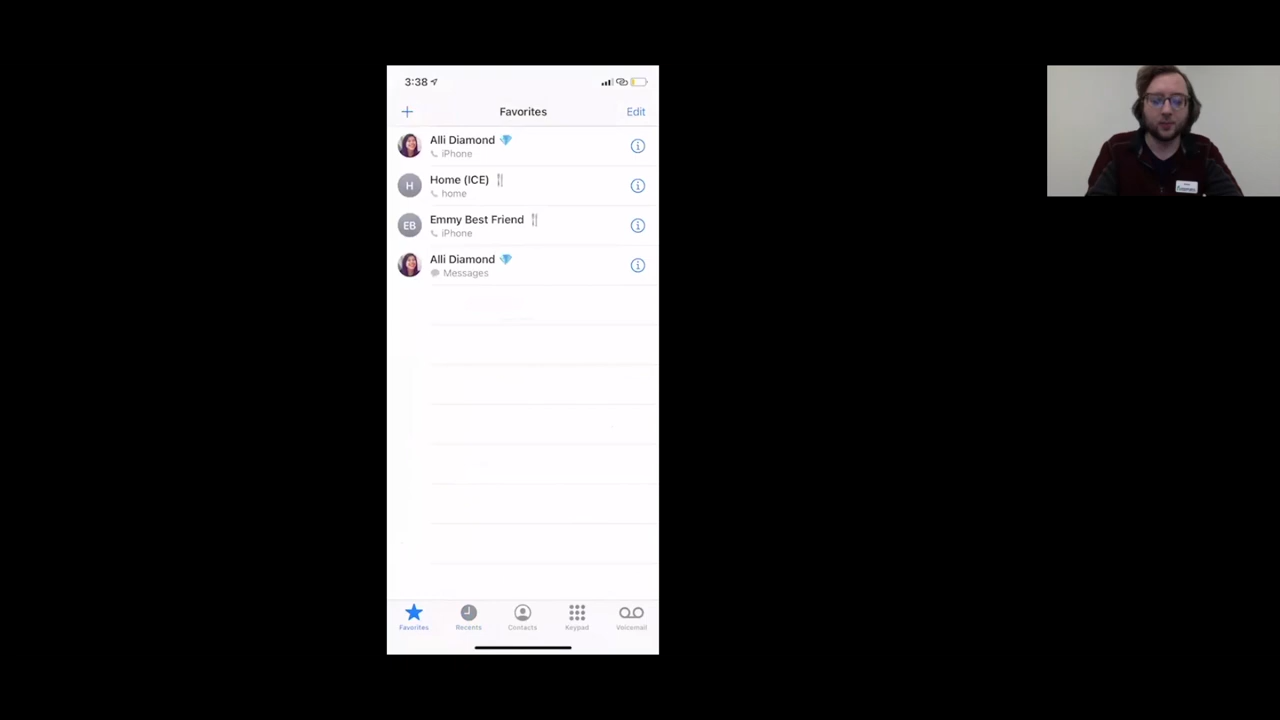 3:38
Favorites
Edit
Alli Diamond
iPhone
H
Home (ICE)
home
EB
Emmy Best Friend
iPhone
Alli Diamond
Messages
Favorites
Recents
Contacts
Keypad
Voicemail